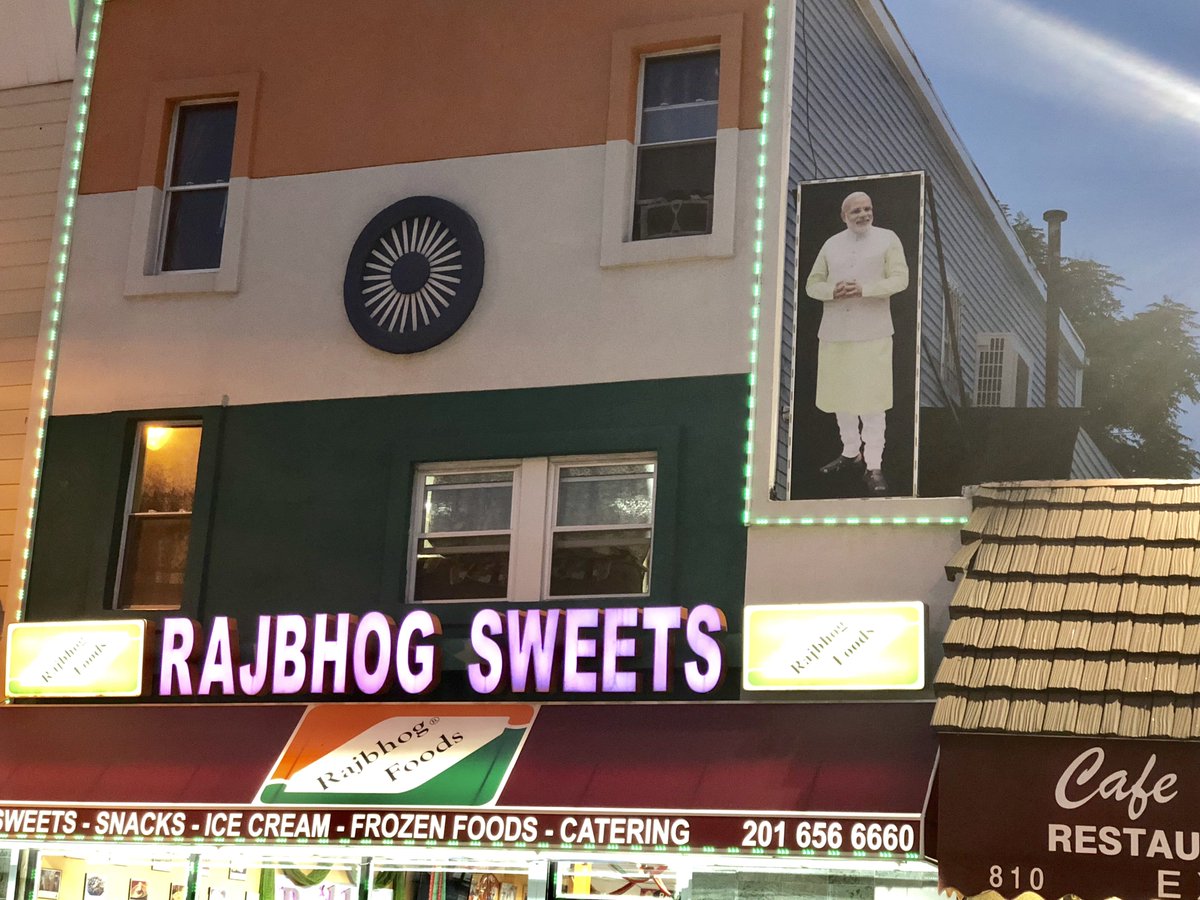 RAJBHOG SWEETS
Rajbhog
Foods
Rajbhog
Foods
Rajbhog®
Foods
SWEETS - SNACKS - ICE CREAM - FROZEN FOODS - CATERING 201 656 6660
Cafe
RESTAU
810 E